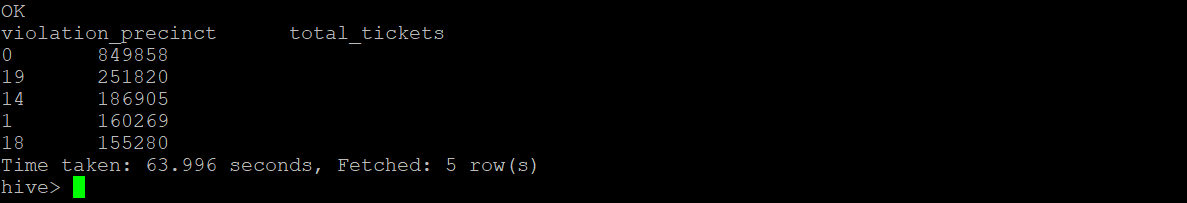 OK
violation_precinct total_tickets
0 849858
19 251820
14 186905
1 160269
18 155280
Time taken: 63.996 seconds, Fetched: 5 row(s)
hive>